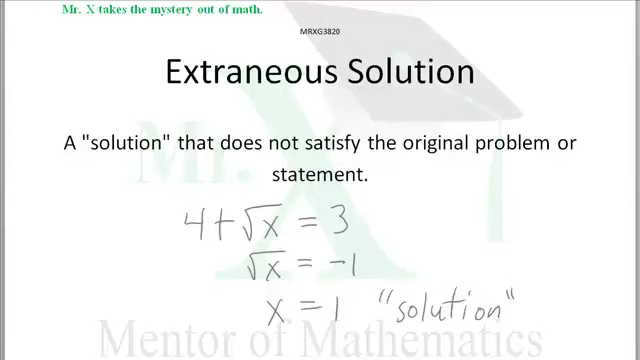 Mr. X takes the mystery out of math.
MRXG3820
Extraneous Solution
A "solution" that does not satisfy the original problem or
statement.
Mr. X
4 + √x = 3
√x = -1
x = 1 "solution"
Mentor of Mathematics